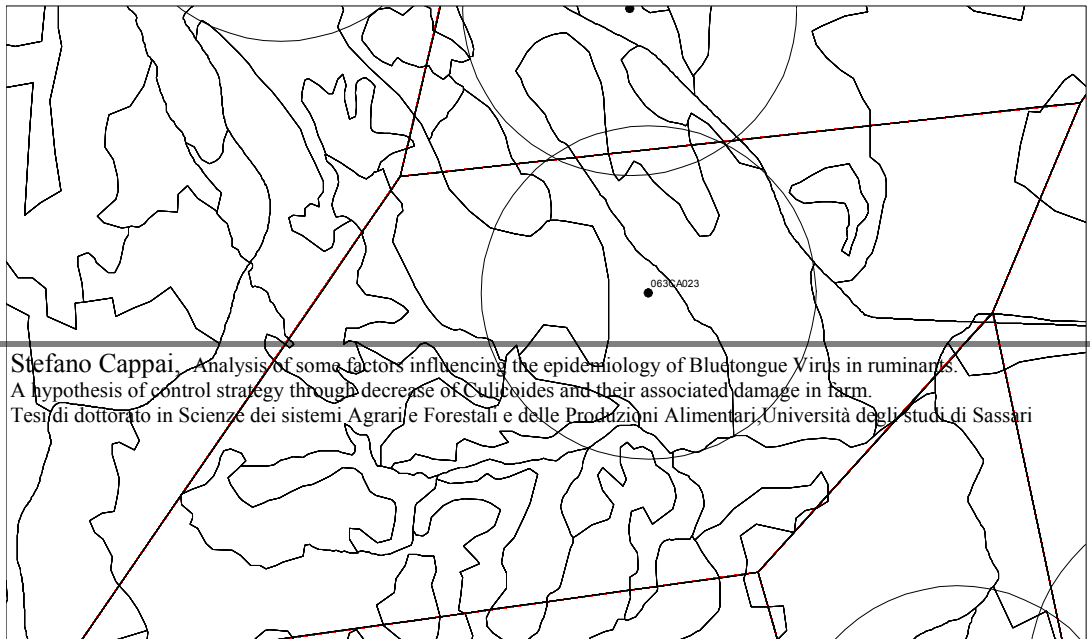 063CA023
Stefano Cappai, Analysis of some factors influencing the epidemiology of Bluetongue Virus in ruminants.
A hypothesis of control strategy through decrease of Culicoides and their associated damage in farm.
Tesi di dottorato in Scienze dei sistemi Agrari e Forestali e delle Produzioni Alimentari,Università degli studi di Sassari